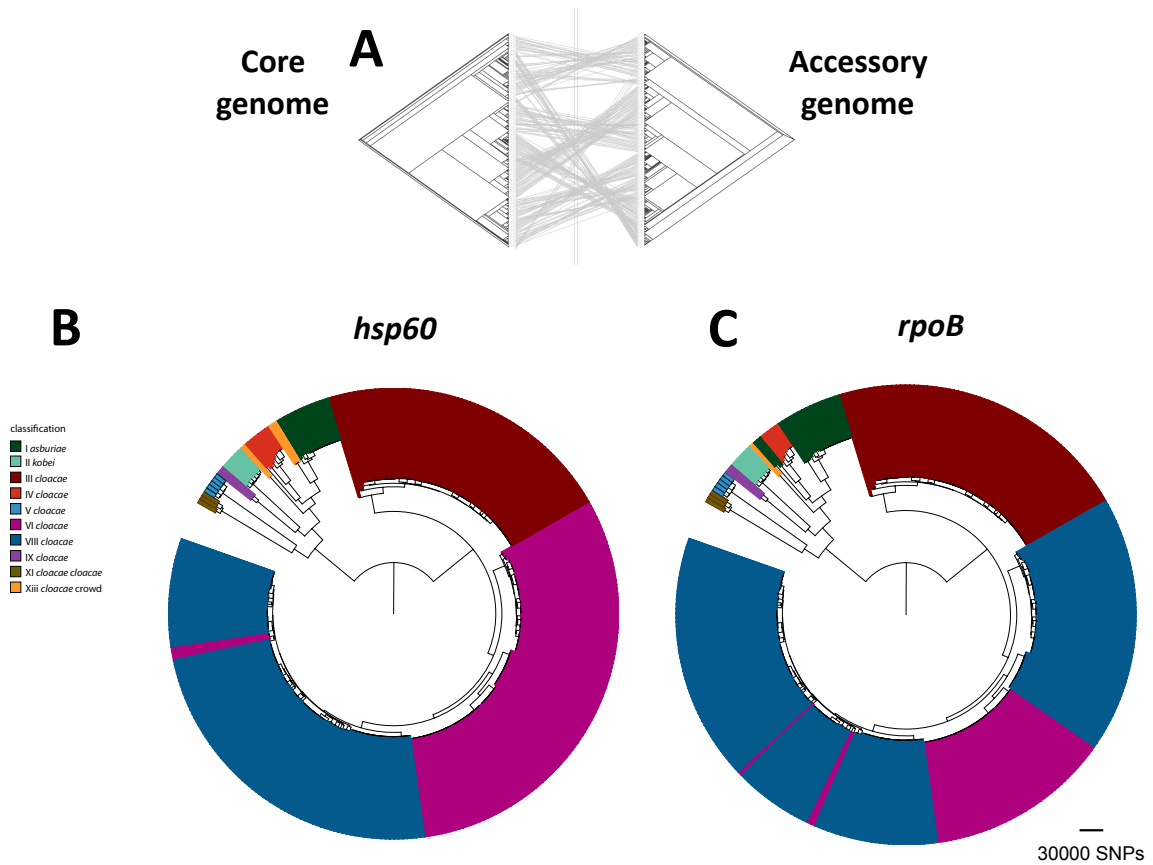 A
Core
genome
Accessory
genome
B
hsp60
C
rpoB
classification
I asburiae
II kobei
III cloacae
IV cloacae
V cloacae
VI cloacae
VIII cloacae
IX cloacae
XI cloacae cloacae
Xiii cloacae crowd
30000 SNPs